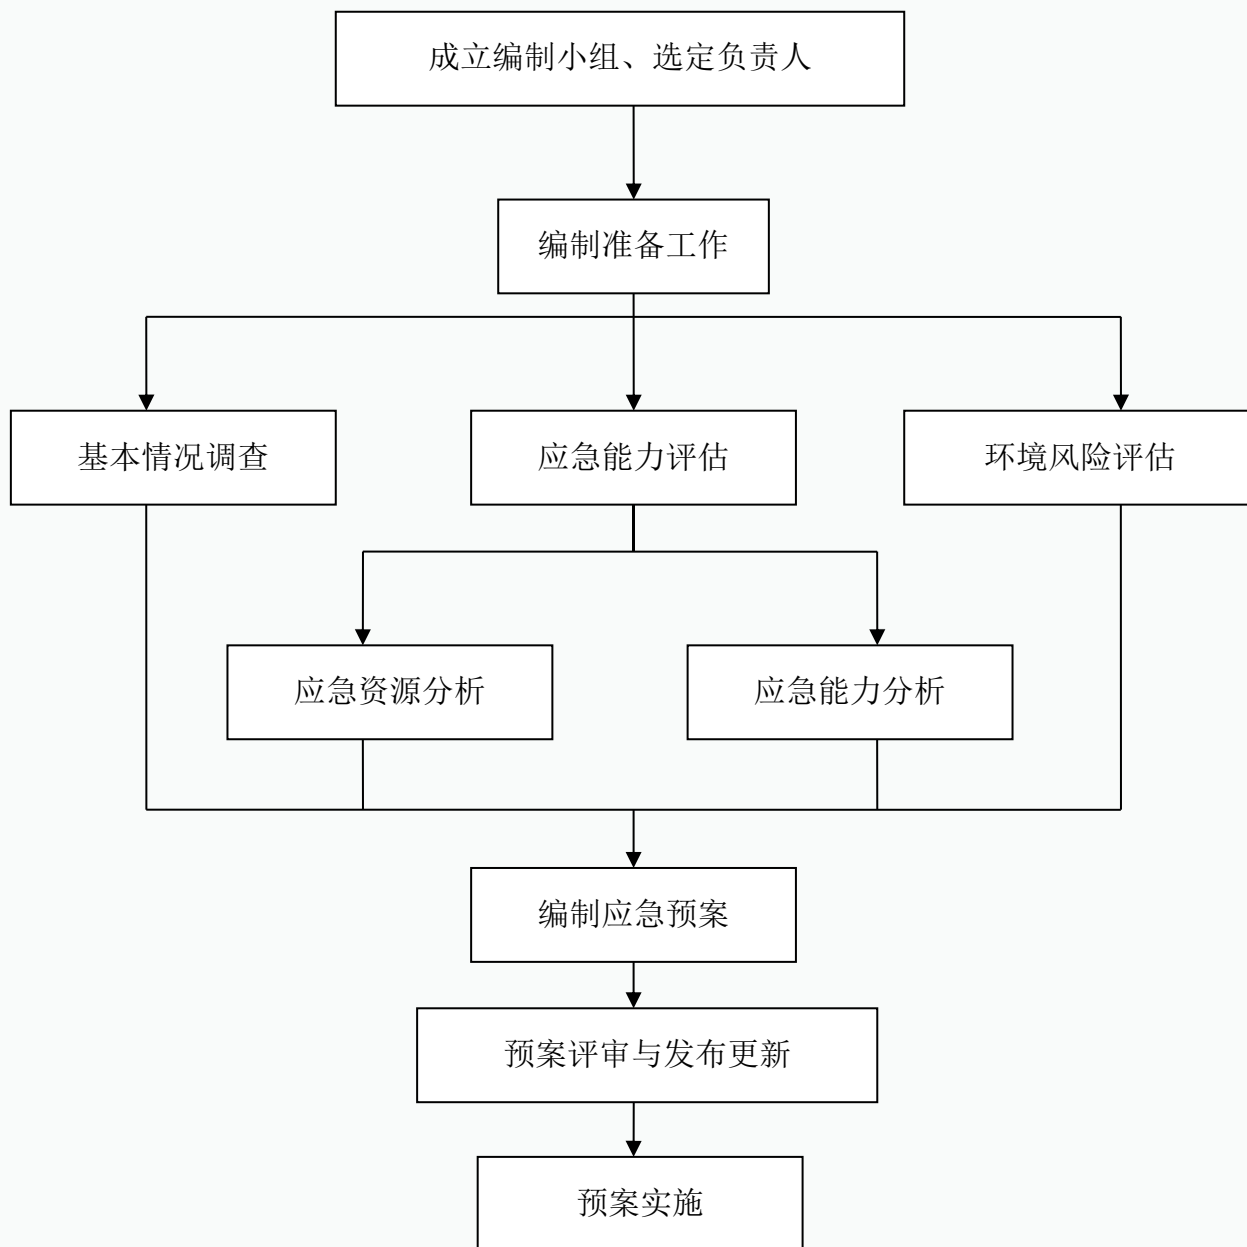 成立编制小组、选定负责人
编制准备工作
基本情况调查
应急能力评估
环境风险评估
应急资源分析
应急能力分析
编制应急预案
预案评审与发布更新
预案实施